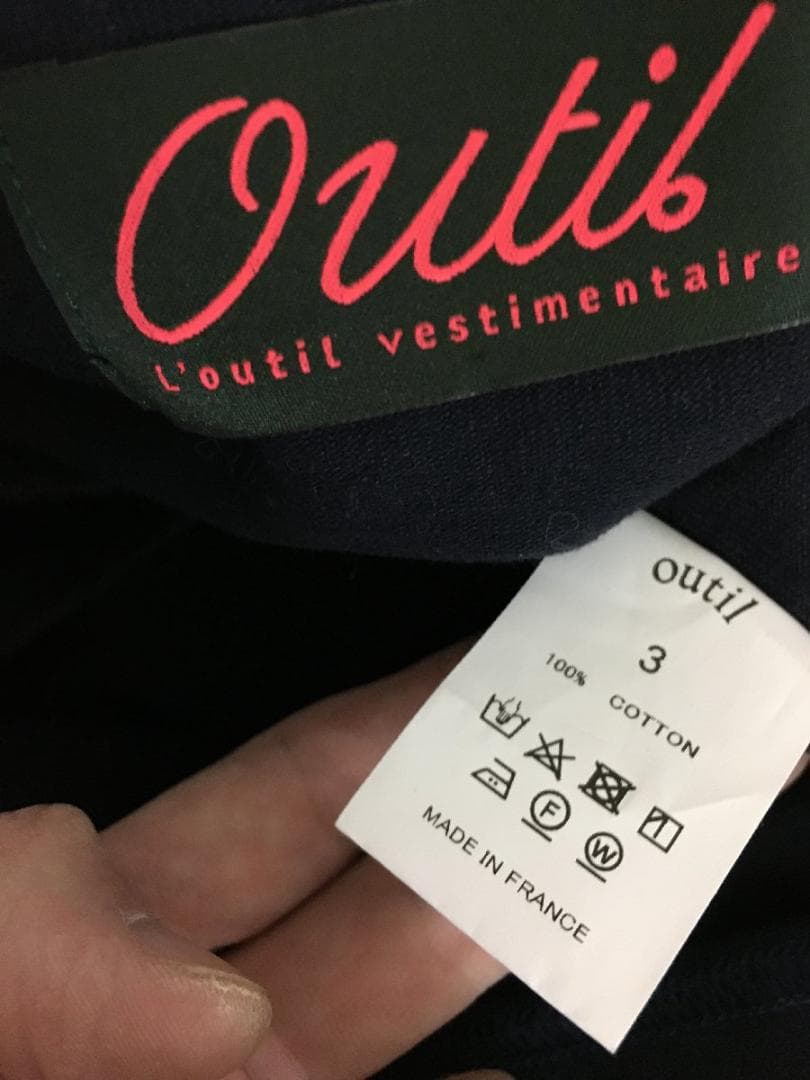 Outil
L'outil vestimentaire
outil
3
100% COTTON
F
W
MADE IN FRANCE